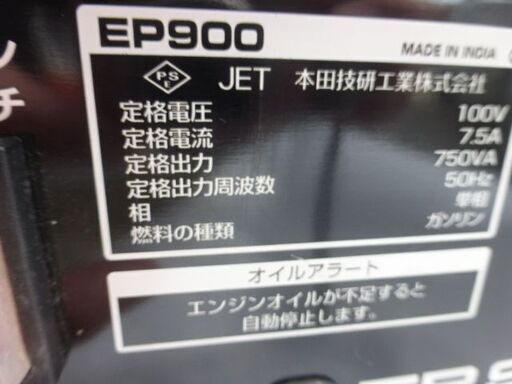 EP900
MADE IN INDIA
PS
E JET 本田技研工業株式会社
定格電圧 100V
定格電流 7.5A
定格出力 750VA
定格出力周波数 50Hz
相 単相
燃料の種類 ガソリン
オイルアラート
エンジンオイルが不足すると
自動停止します。
チ